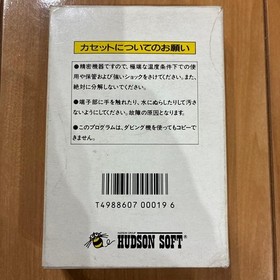 カセットについてのお願い
●精密機器ですので、極端な温度条件下での使
用や保管および強いショックをさけてください。また、
絶対に分解しないでください。
●端子部に手を触れたり、水にぬらしたりして汚さ
ないようにしてください。故障の原因となります。
●このプログラムは、ダビング機を使ってもコピーで
きません。
T4988607 00019 6
HUDSON SOFT